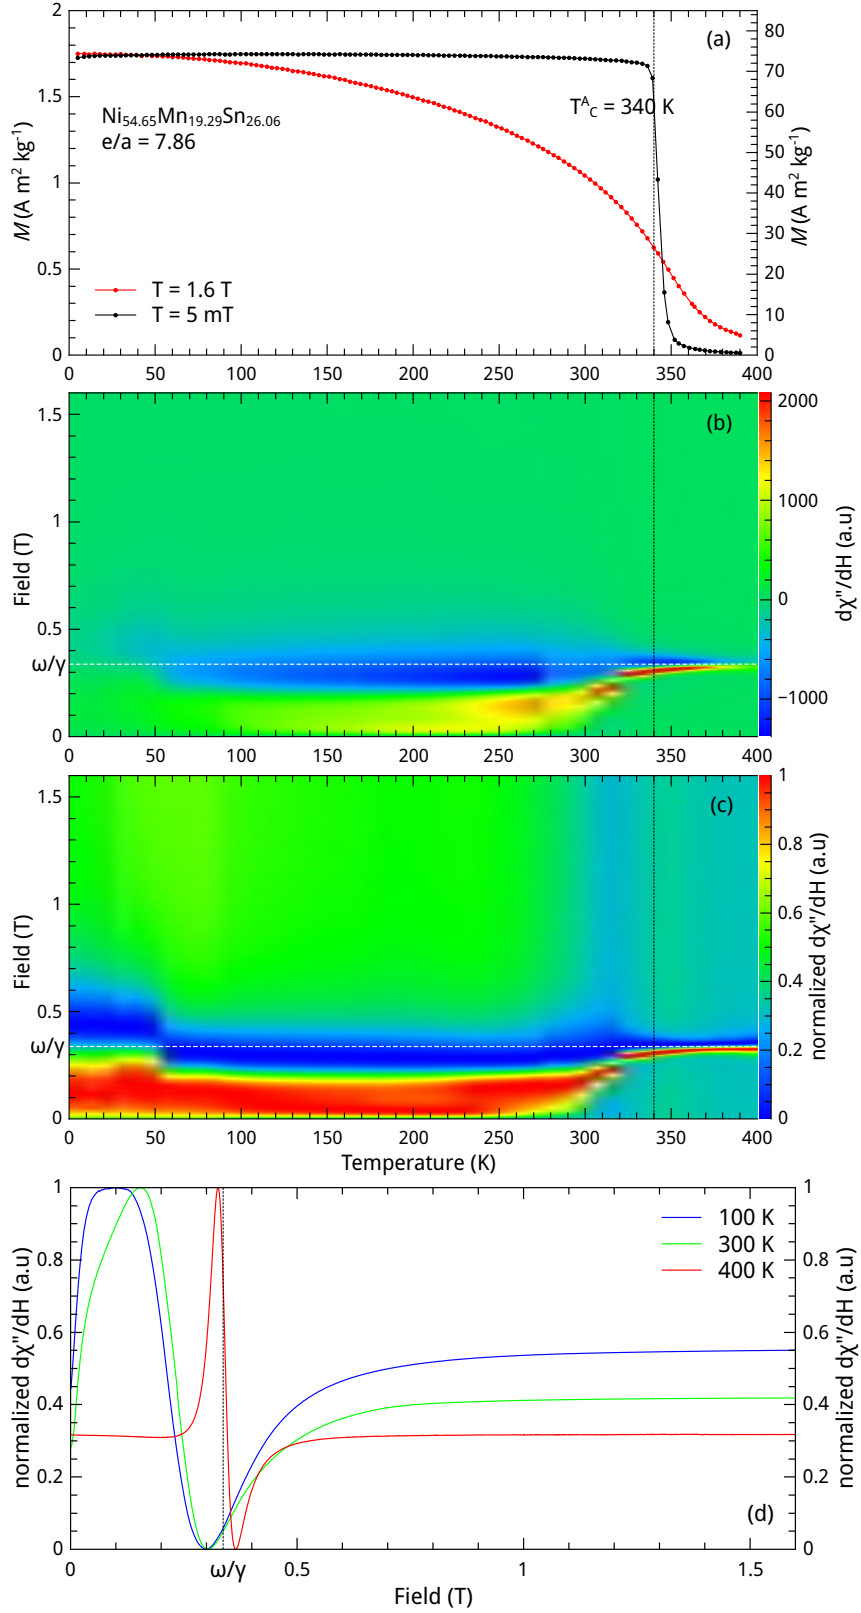 2
1.5
1
0.5
0
M (A m² kg⁻¹)
(a)
Ni₅₄.₆₅Mn₁₉.₂₉Sn₂₆.₀₆
e/a = 7.86
Tᴬ_C = 340 K
T = 1.6 T
T = 5 mT
80
70
60
50
40
30
20
10
0
M (A m² kg⁻¹)
0 50 100 150 200 250 300 350 400
(b)
1.5
1
0.5
ω/γ
0
Field (T)
2000
1000
0
−1000
dχ"/dH (a.u)
0 50 100 150 200 250 300 350 400
(c)
1.5
1
0.5
ω/γ
0
Field (T)
1
0.8
0.6
0.4
0.2
0
normalized dχ"/dH (a.u)
0 50 100 150 200 250 300 350 400
Temperature (K)
1
0.8
0.6
0.4
0.2
0
normalized dχ"/dH (a.u)
100 K
300 K
400 K
(d)
1
0.8
0.6
0.4
0.2
0
normalized dχ"/dH (a.u)
0 ω/γ 0.5 1 1.5
Field (T)